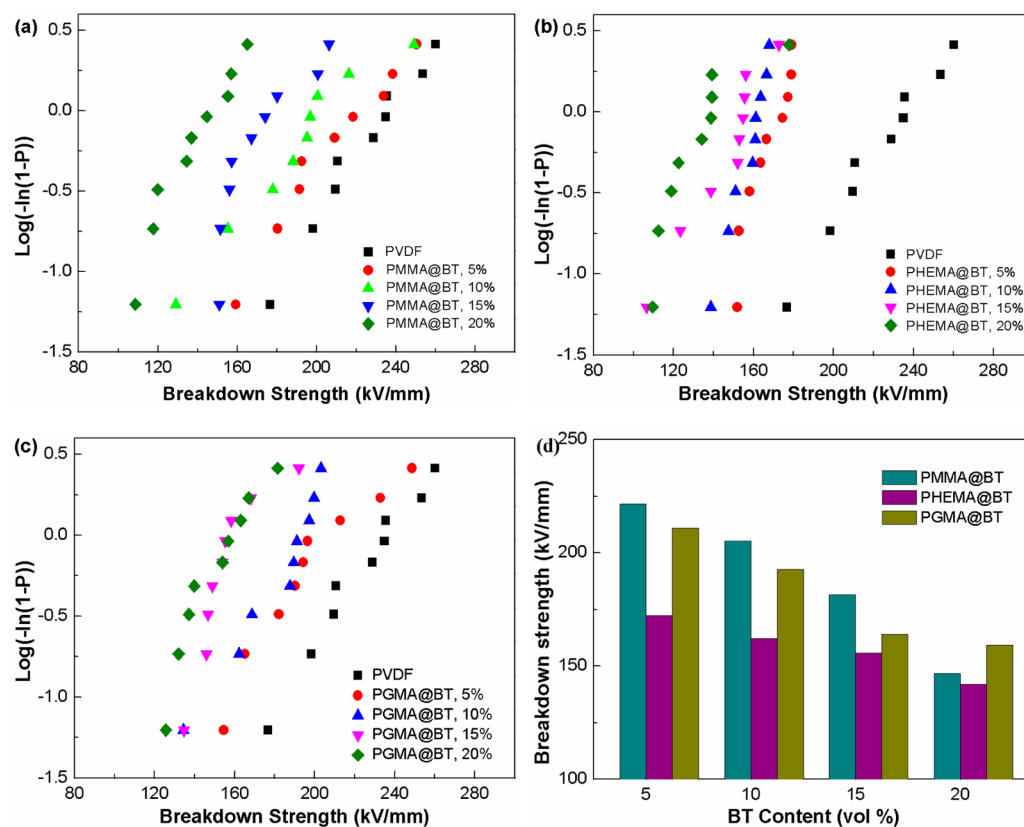 (a)
Log(-ln(1-P))
0.5
0.0
-0.5
-1.0
-1.5
PVDF
PMMA@BT, 5%
PMMA@BT, 10%
PMMA@BT, 15%
PMMA@BT, 20%
80 120 160 200 240 280
Breakdown Strength (kV/mm)
(b)
Log(-ln(1-P))
0.5
0.0
-0.5
-1.0
-1.5
PVDF
PHEMA@BT, 5%
PHEMA@BT, 10%
PHEMA@BT, 15%
PHEMA@BT, 20%
80 120 160 200 240 280
Breakdown Strength (kV/mm)
(c)
Log(-ln(1-P))
0.5
0.0
-0.5
-1.0
-1.5
PVDF
PGMA@BT, 5%
PGMA@BT, 10%
PGMA@BT, 15%
PGMA@BT, 20%
80 120 160 200 240 280
Breakdown Strength (kV/mm)
(d)
Breakdown strength (kV/mm)
250
200
150
100
PMMA@BT
PHEMA@BT
PGMA@BT
5 10 15 20
BT Content (vol %)